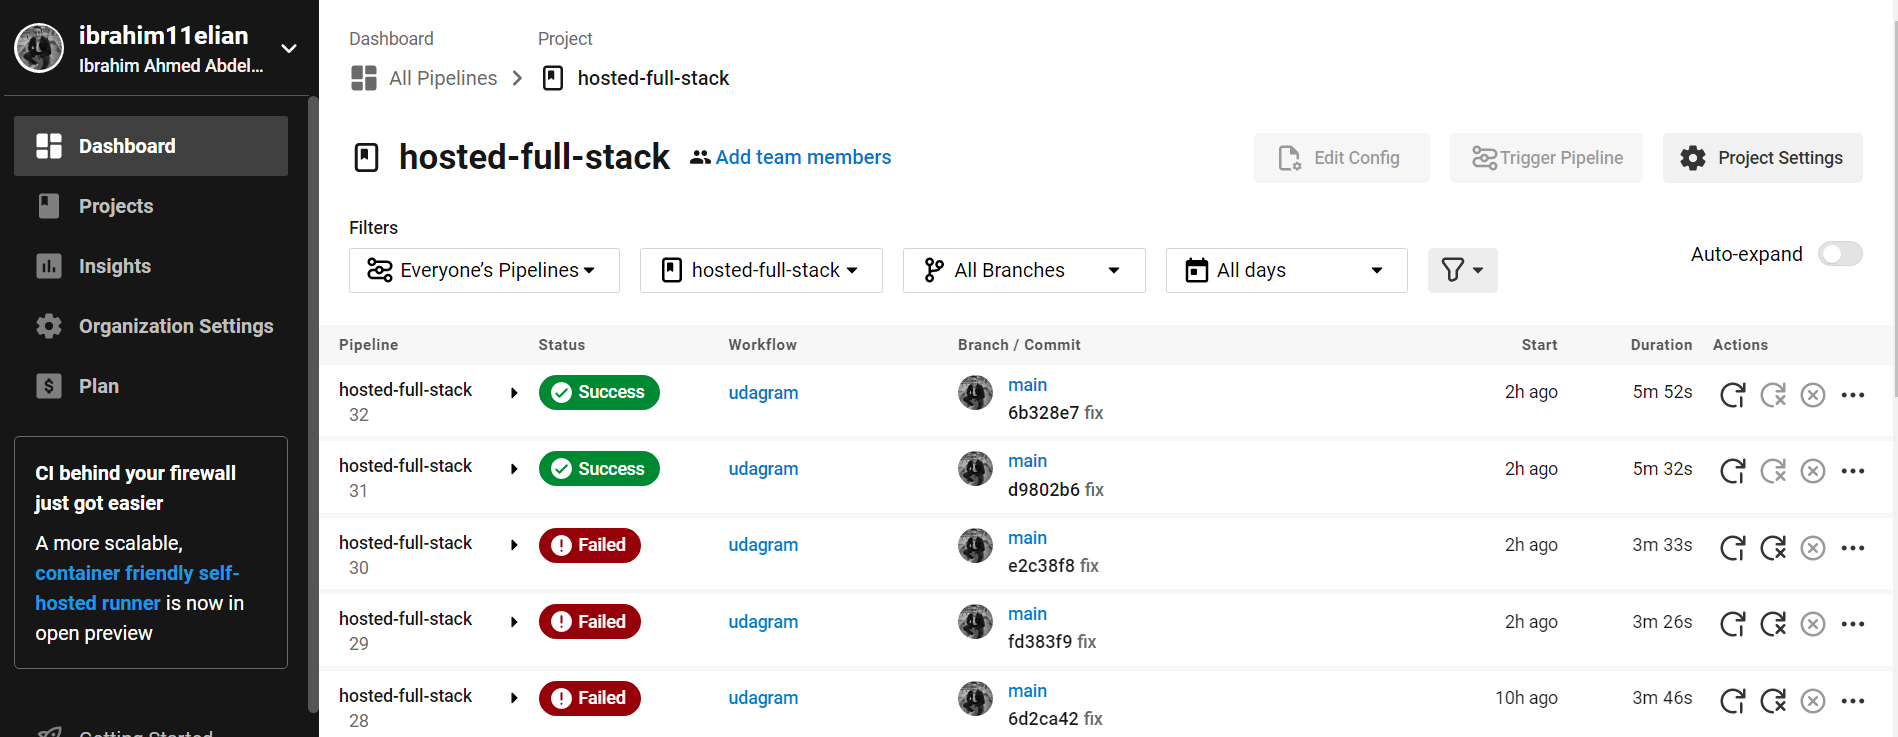 ibrahim11elian
Ibrahim Ahmed Abdel...
Dashboard
Projects
Insights
Organization Settings
Plan
CI behind your firewall
just got easier
A more scalable,
container friendly self-
hosted runner is now in
open preview
Getting Started
Dashboard Project
All Pipelines hosted-full-stack
hosted-full-stack Add team members Edit Config Trigger Pipeline Project Settings
Filters
Everyone’s Pipelines hosted-full-stack All Branches All days Auto-expand
Pipeline Status Workflow Branch / Commit Start Duration Actions
hosted-full-stack Success udagram main 2h ago 5m 52s
32 6b328e7 fix
hosted-full-stack Success udagram main 2h ago 5m 32s
31 d9802b6 fix
hosted-full-stack Failed udagram main 2h ago 3m 33s
30 e2c38f8 fix
hosted-full-stack Failed udagram main 2h ago 3m 26s
29 fd383f9 fix
hosted-full-stack Failed udagram main 10h ago 3m 46s
28 6d2ca42 fix